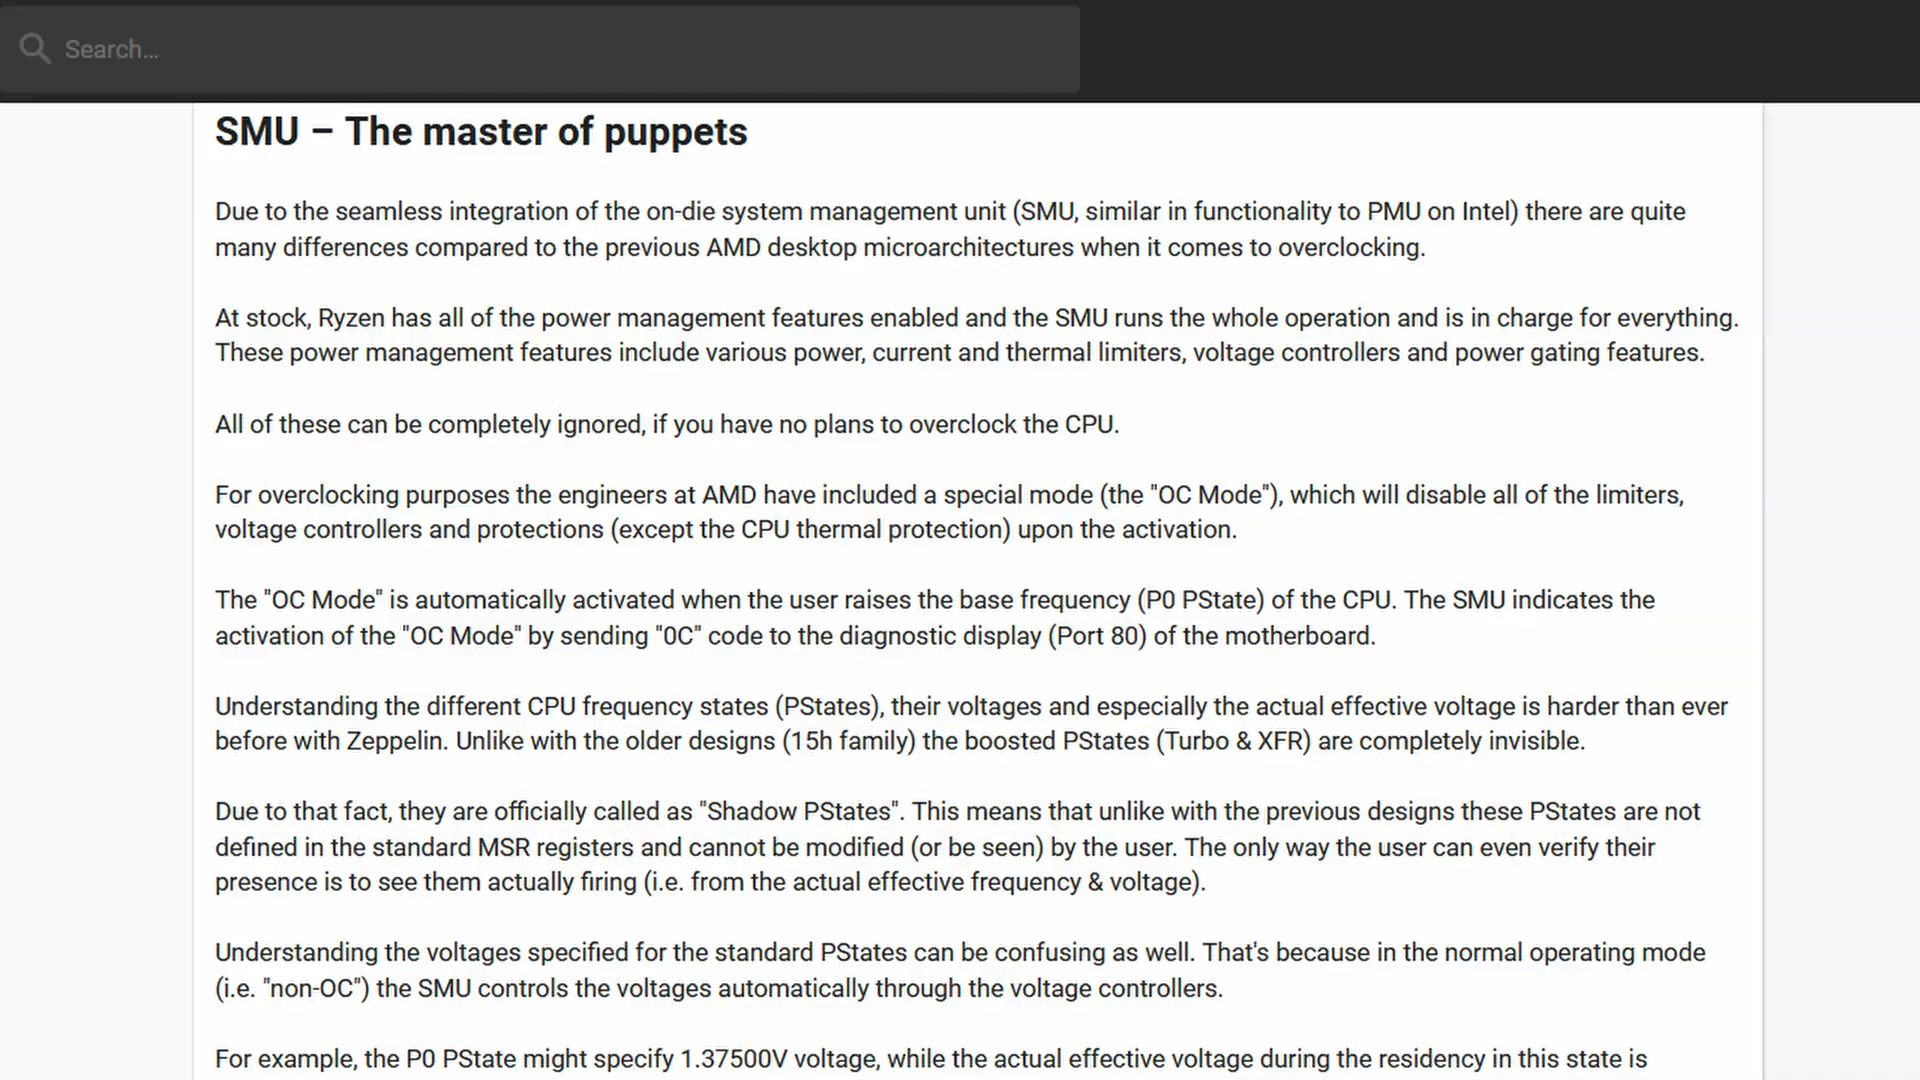 Search...
SMU – The master of puppets
Due to the seamless integration of the on-die system management unit (SMU, similar in functionality to PMU on Intel) there are quite
many differences compared to the previous AMD desktop microarchitectures when it comes to overclocking.
At stock, Ryzen has all of the power management features enabled and the SMU runs the whole operation and is in charge for everything.
These power management features include various power, current and thermal limiters, voltage controllers and power gating features.
All of these can be completely ignored, if you have no plans to overclock the CPU.
For overclocking purposes the engineers at AMD have included a special mode (the "OC Mode"), which will disable all of the limiters,
voltage controllers and protections (except the CPU thermal protection) upon the activation.
The "OC Mode" is automatically activated when the user raises the base frequency (P0 PState) of the CPU. The SMU indicates the
activation of the "OC Mode" by sending "0C" code to the diagnostic display (Port 80) of the motherboard.
Understanding the different CPU frequency states (PStates), their voltages and especially the actual effective voltage is harder than ever
before with Zeppelin. Unlike with the older designs (15h family) the boosted PStates (Turbo & XFR) are completely invisible.
Due to that fact, they are officially called as "Shadow PStates". This means that unlike with the previous designs these PStates are not
defined in the standard MSR registers and cannot be modified (or be seen) by the user. The only way the user can even verify their
presence is to see them actually firing (i.e. from the actual effective frequency & voltage).
Understanding the voltages specified for the standard PStates can be confusing as well. That's because in the normal operating mode
(i.e. "non-OC") the SMU controls the voltages automatically through the voltage controllers.
For example, the P0 PState might specify 1.37500V voltage, while the actual effective voltage during the residency in this state is